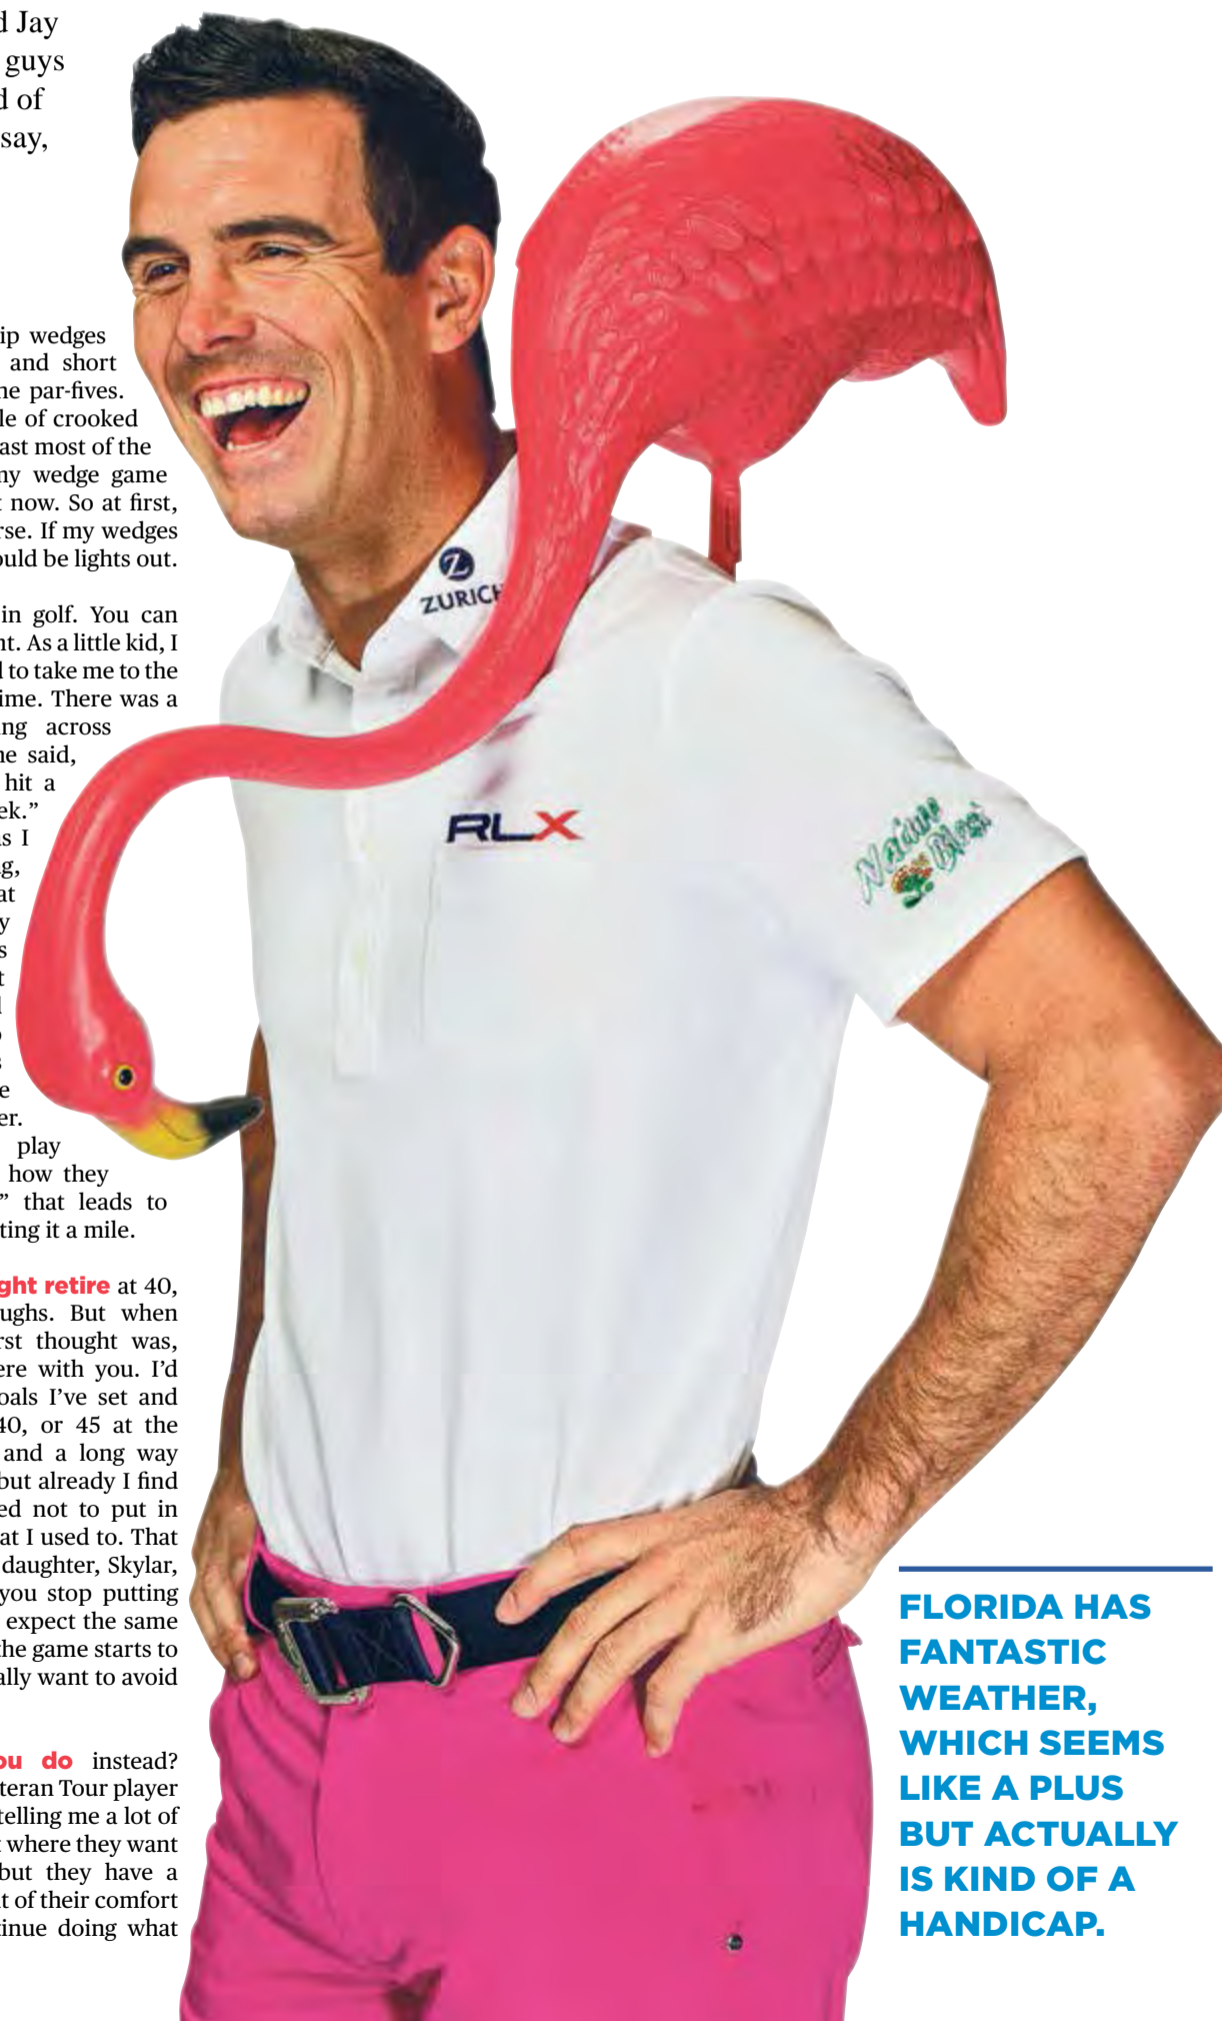 d Jay
guys
d of
say,
ip wedges
and short
he par-fives.
le of crooked
ast most of the
ny wedge game
t now. So at first,
rse. If my wedges
ould be lights out.
in golf. You can
nt. As a little kid, I
d to take me to the
ime. There was a
ng across
he said,
hit a
ek.”
as I
g,
at
y
s
t
l
o
s
e
er.
play
how they
” that leads to
ting it a mile.
ght retire at 40,
ughs. But when
rst thought was,
ere with you. I’d
oals I’ve set and
40, or 45 at the
and a long way
but already I find
ed not to put in
at I used to. That
daughter, Skylar,
you stop putting
expect the same
the game starts to
ally want to avoid
ou do instead?
teran Tour player
telling me a lot of
t where they want
but they have a
t of their comfort
tinue doing what
Z
ZURICH
RLX
Nature
Blest
FLORIDA HAS
FANTASTIC
WEATHER,
WHICH SEEMS
LIKE A PLUS
BUT ACTUALLY
IS KIND OF A
HANDICAP.